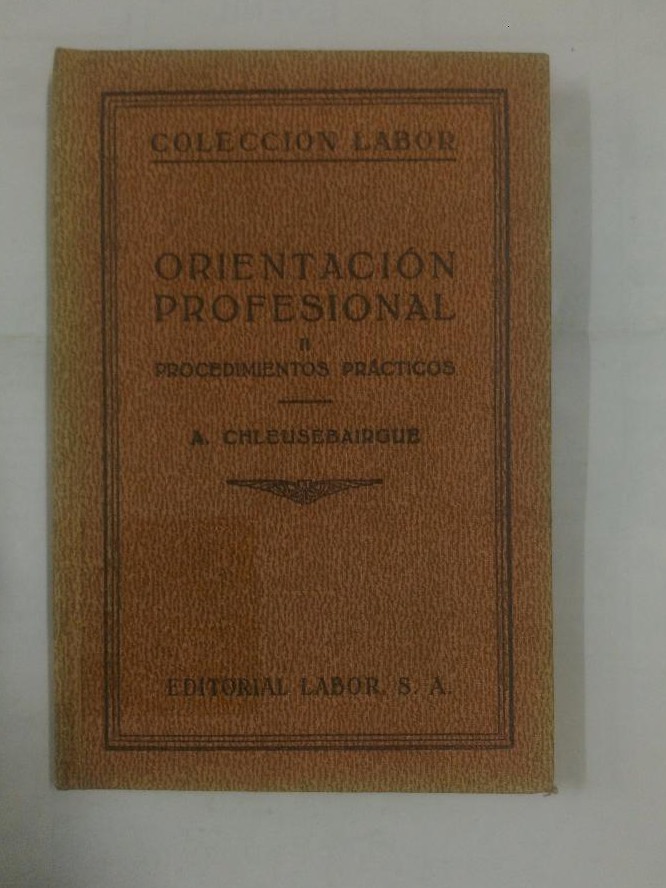 COLECCION LABOR
ORIENTACIÓN
PROFESIONAL
II
PROCEDIMIENTOS PRÁCTICOS
A. CHLEUSEBAIRGUE
EDITORIAL LABOR, S. A.